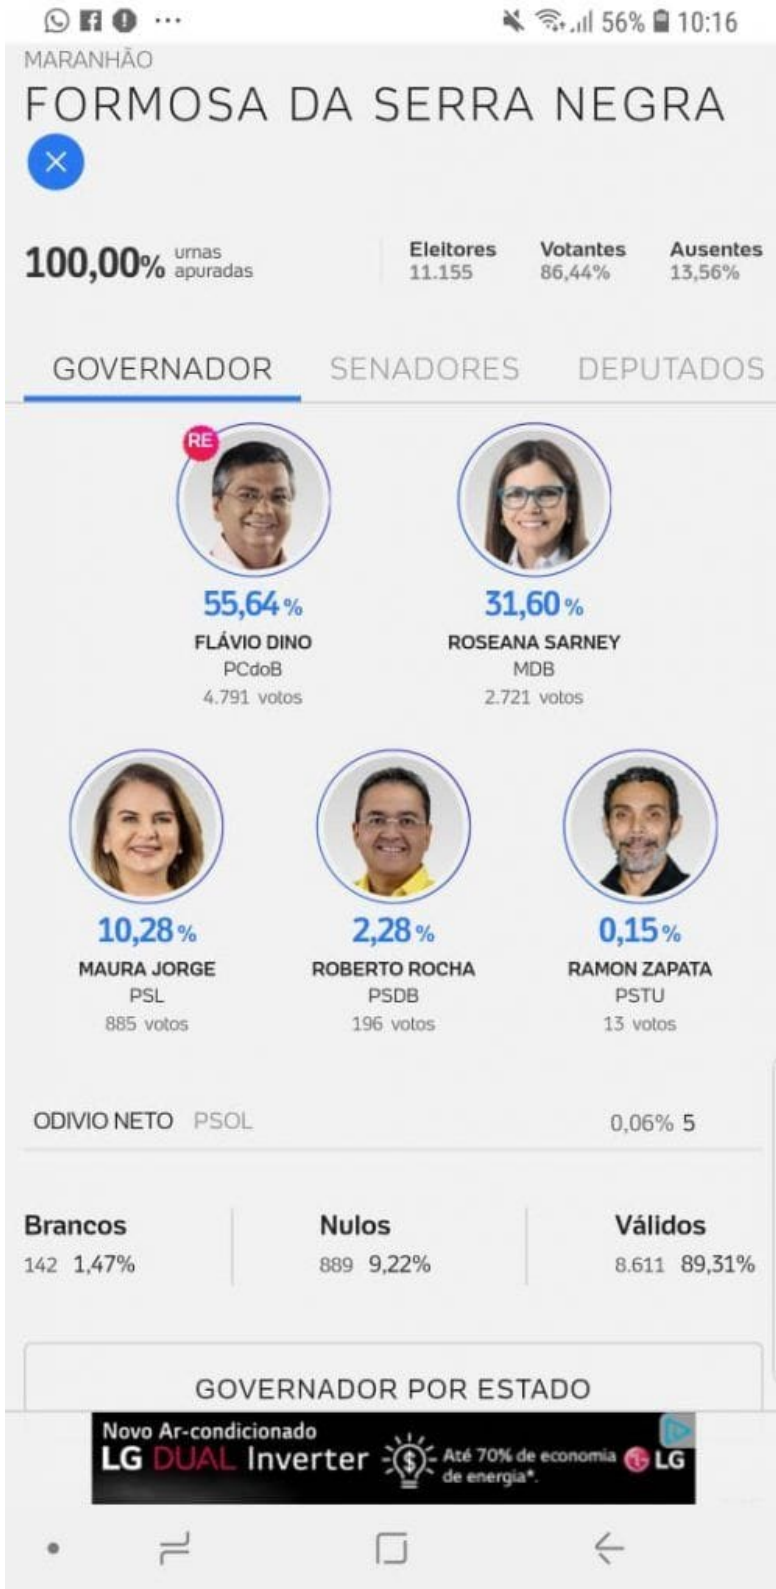 56% 10:16
MARANHÃO
FORMOSA DA SERRA NEGRA
100,00% urnas apuradas
Eleitores Votantes Ausentes
11.155 86,44% 13,56%
GOVERNADOR SENADORES DEPUTADOS
RE
55,64% 31,60%
FLÁVIO DINO ROSEANA SARNEY
PCdoB MDB
4.791 votos 2.721 votos
10,28% 2,28% 0,15%
MAURA JORGE ROBERTO ROCHA RAMON ZAPATA
PSL PSDB PSTU
885 votos 196 votos 13 votos
ODIVIO NETO PSOL 0,06% 5
Brancos Nulos Válidos
142 1,47% 889 9,22% 8.611 89,31%
GOVERNADOR POR ESTADO
Novo Ar-condicionado
LG DUAL Inverter $ Até 70% de economia LG
de energia*.